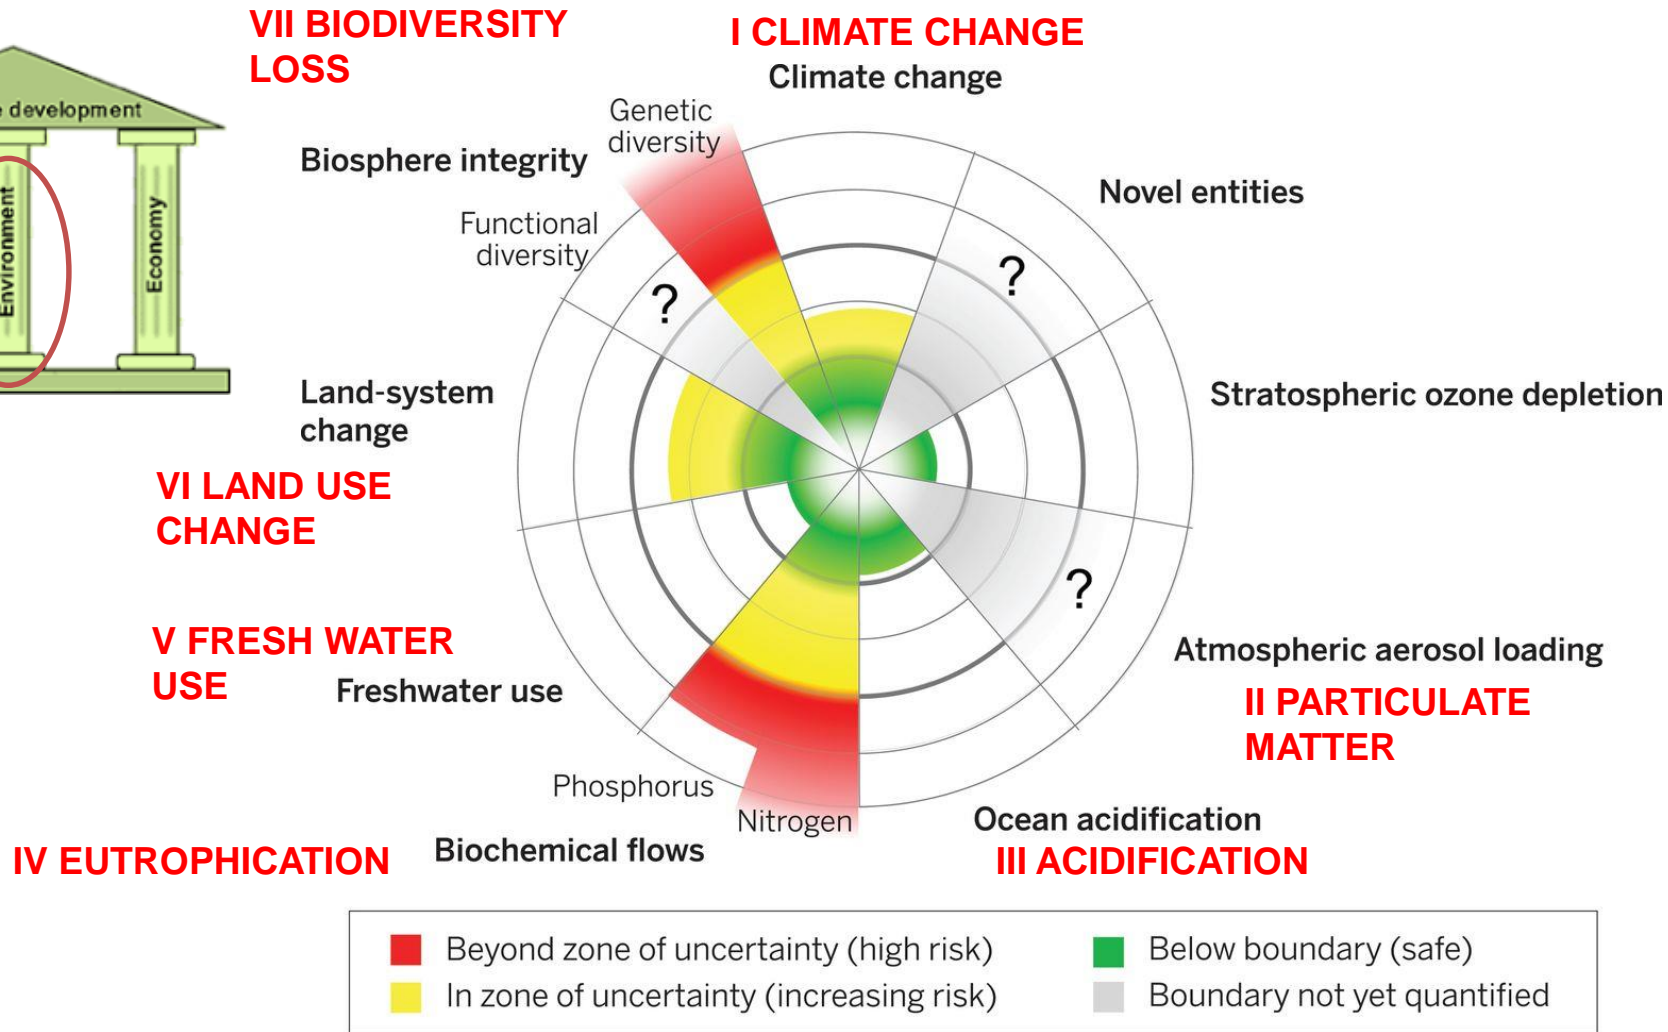 VII BIODIVERSITY
LOSS
I CLIMATE CHANGE
Climate change
development
Environment
Economy
Genetic
diversity
Biosphere integrity
Functional
diversity
Novel entities
?
?
Land-system
change
Stratospheric ozone depletion
VI LAND USE
CHANGE
?
V FRESH WATER
USE
Freshwater use
Atmospheric aerosol loading
II PARTICULATE
MATTER
Phosphorus
Nitrogen
Biochemical flows
Ocean acidification
IV EUTROPHICATION
III ACIDIFICATION
Beyond zone of uncertainty (high risk)
In zone of uncertainty (increasing risk)
Below boundary (safe)
Boundary not yet quantified